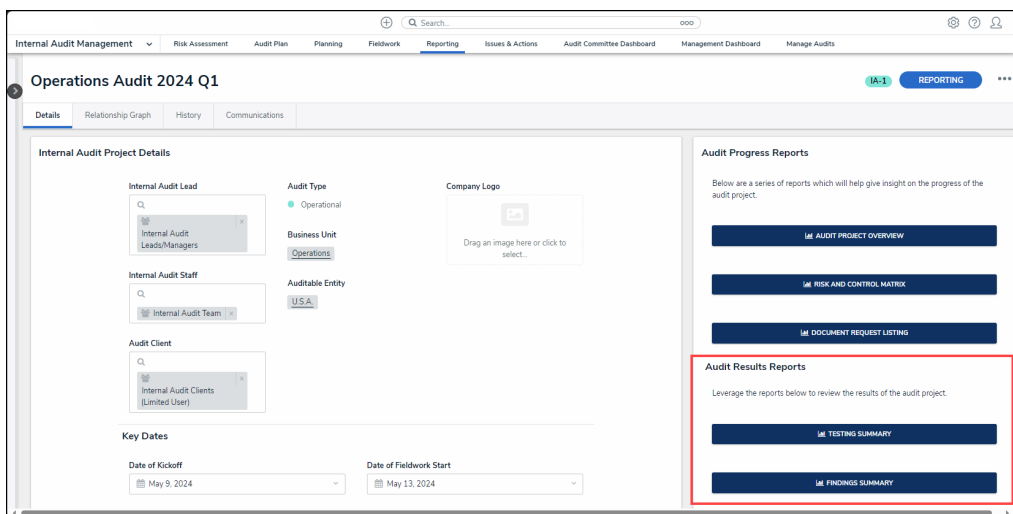 Search...
Internal Audit Management
Risk Assessment
Audit Plan
Planning
Fieldwork
Reporting
Issues & Actions
Audit Committee Dashboard
Management Dashboard
Manage Audits
Operations Audit 2024 Q1
IA-1
REPORTING
Details
Relationship Graph
History
Communications
Internal Audit Project Details
Internal Audit Lead
Internal Audit
Leads/Managers
×
Internal Audit Staff
Internal Audit Team ×
Audit Client
Internal Audit Clients
(Limited User)
×
Audit Type
Operational
Business Unit
Operations
Auditable Entity
U.S.A.
Company Logo
Drag an image here or click to
select...
Key Dates
Date of Kickoff
May 9, 2024
Date of Fieldwork Start
May 13, 2024
Audit Progress Reports
Below are a series of reports which will help give insight on the progress of the
audit project.
AUDIT PROJECT OVERVIEW
RISK AND CONTROL MATRIX
DOCUMENT REQUEST LISTING
Audit Results Reports
Leverage the reports below to review the results of the audit project.
TESTING SUMMARY
FINDINGS SUMMARY